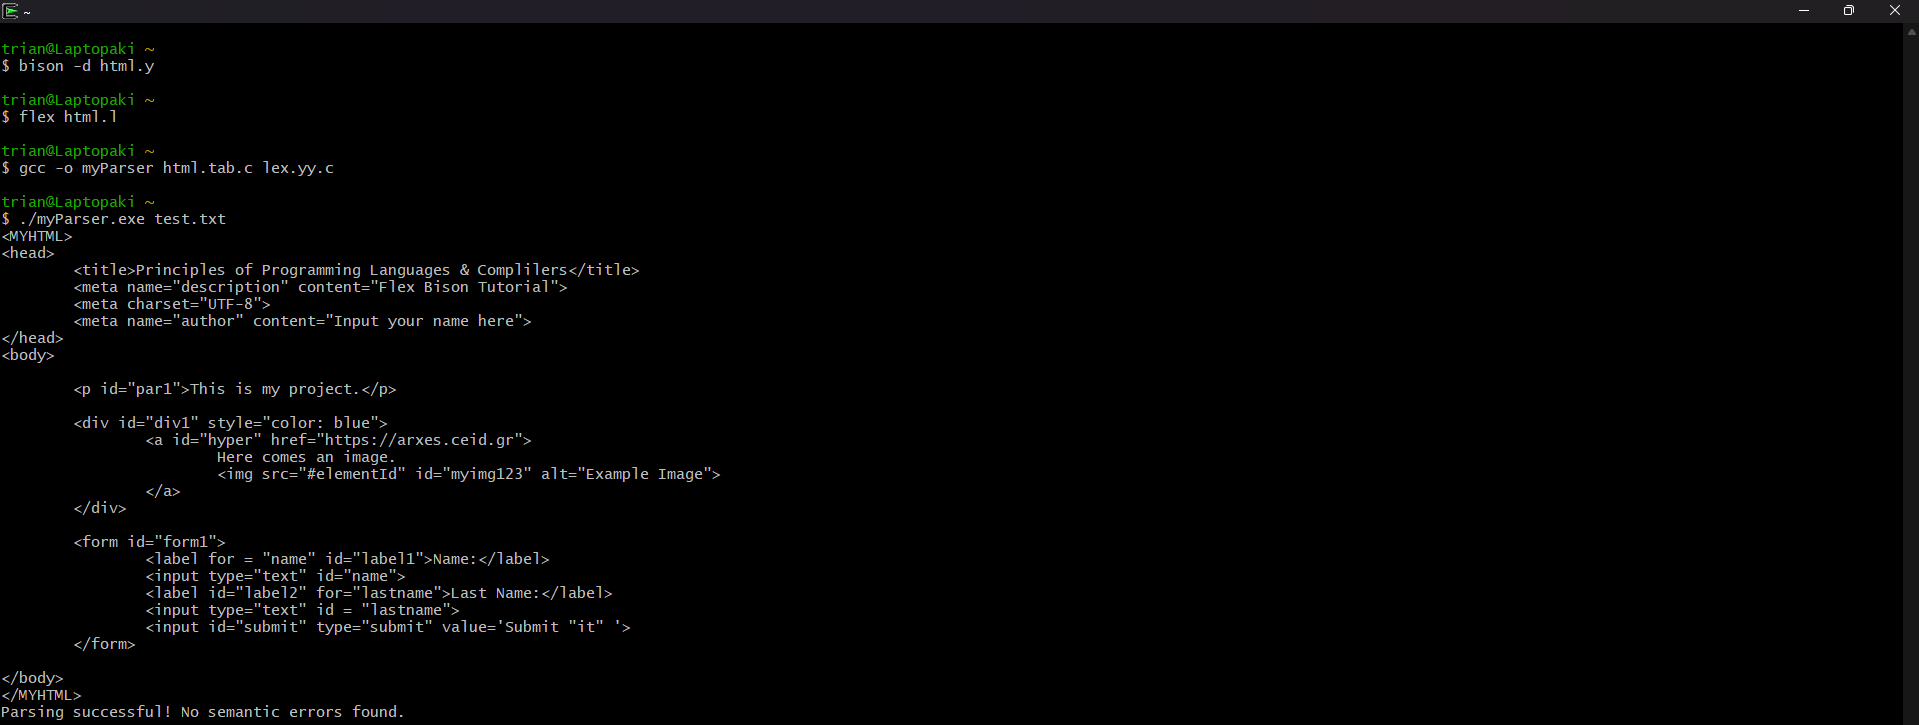 ~
trian@Laptopaki ~
$ bison -d html.y
trian@Laptopaki ~
$ flex html.l
trian@Laptopaki ~
$ gcc -o myParser html.tab.c lex.yy.c
trian@Laptopaki ~
$ ./myParser.exe test.txt
<MYHTML>
<head>
        <title>Principles of Programming Languages & Complilers</title>
        <meta name="description" content="Flex Bison Tutorial">
        <meta charset="UTF-8">
        <meta name="author" content="Input your name here">
</head>
<body>
        <p id="par1">This is my project.</p>
        <div id="div1" style="color: blue">
                <a id="hyper" href="https://arxes.ceid.gr">
                        Here comes an image.
                        <img src="#elementId" id="myimg123" alt="Example Image">
                </a>
        </div>
        <form id="form1">
                <label for = "name" id="label1">Name:</label>
                <input type="text" id="name">
                <label id="label2" for="lastname">Last Name:</label>
                <input type="text" id = "lastname">
                <input id="submit" type="submit" value='Submit "it" '>
        </form>
</body>
</MYHTML>
Parsing successful! No semantic errors found.